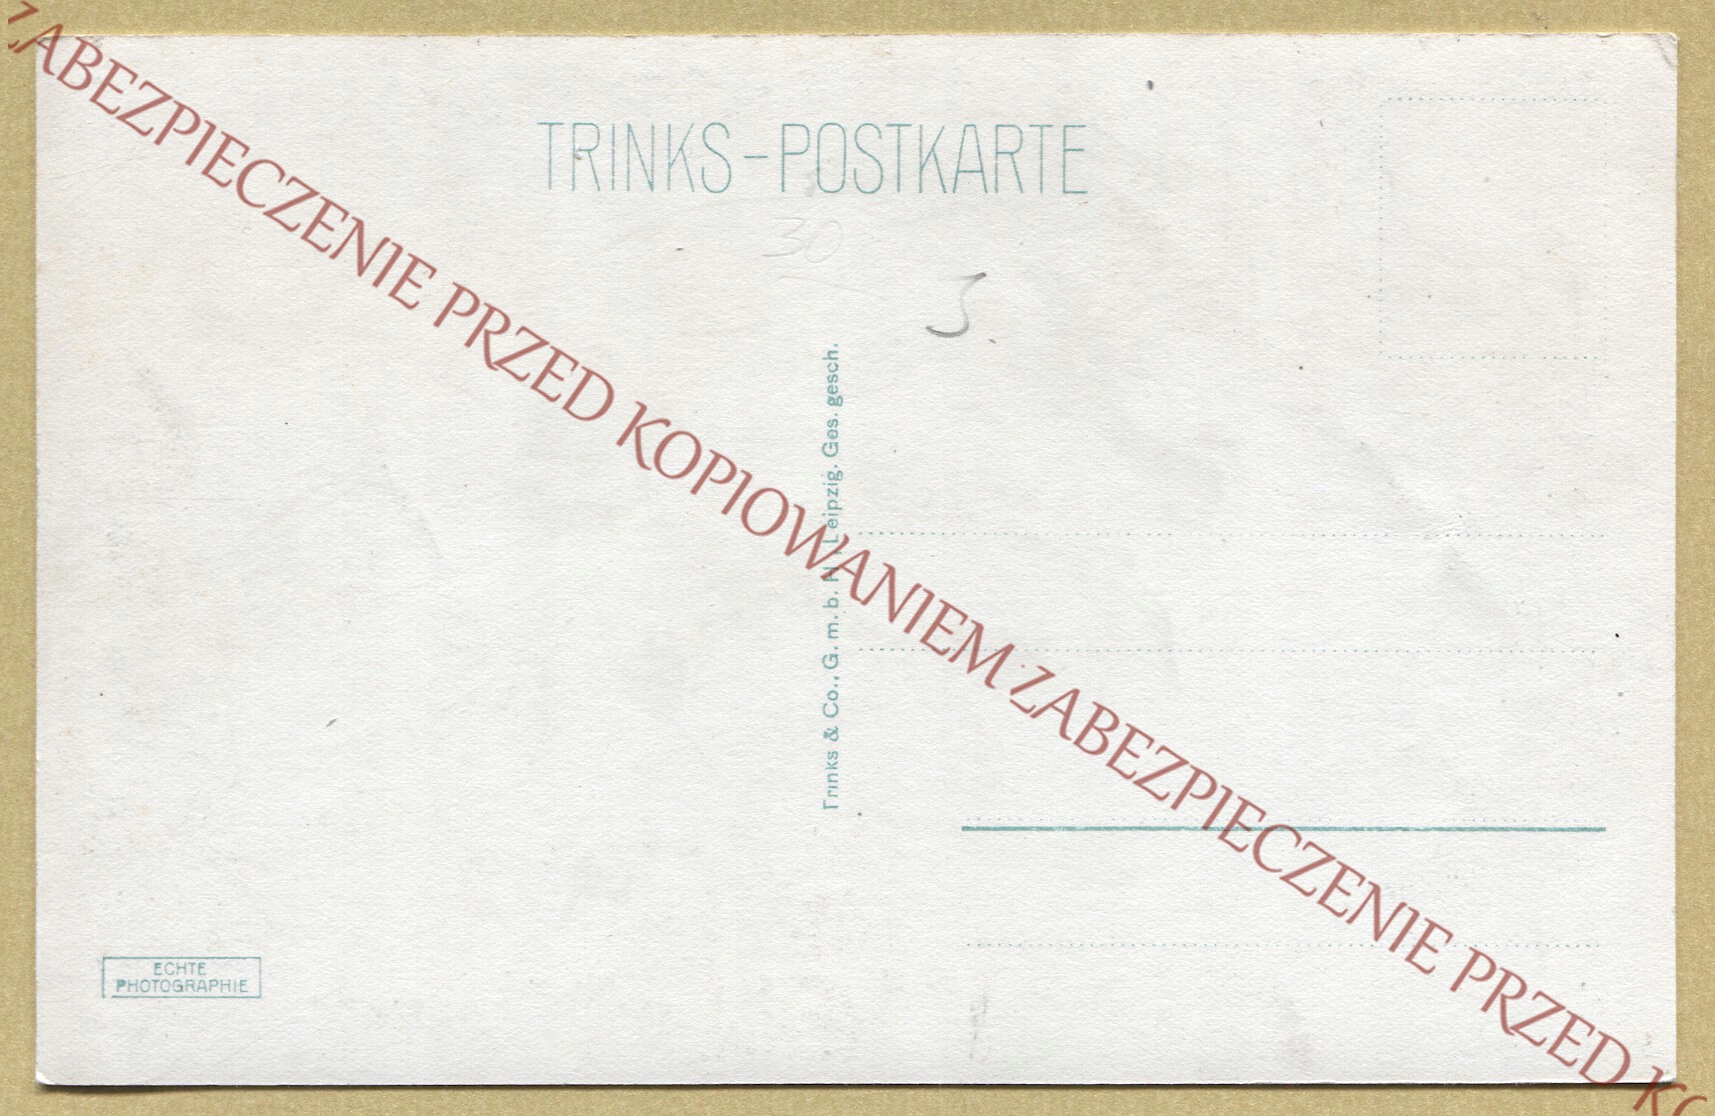 TRINKS-POSTKARTE
30
Trinks & Co., G. m. b. H., Leipzig. Ges. gesch.
ECHTE
PHOTOGRAPHIE
ZABEZPIECZENIE PRZED KOPIOWANIEM ZABEZPIECZENIE PRZED